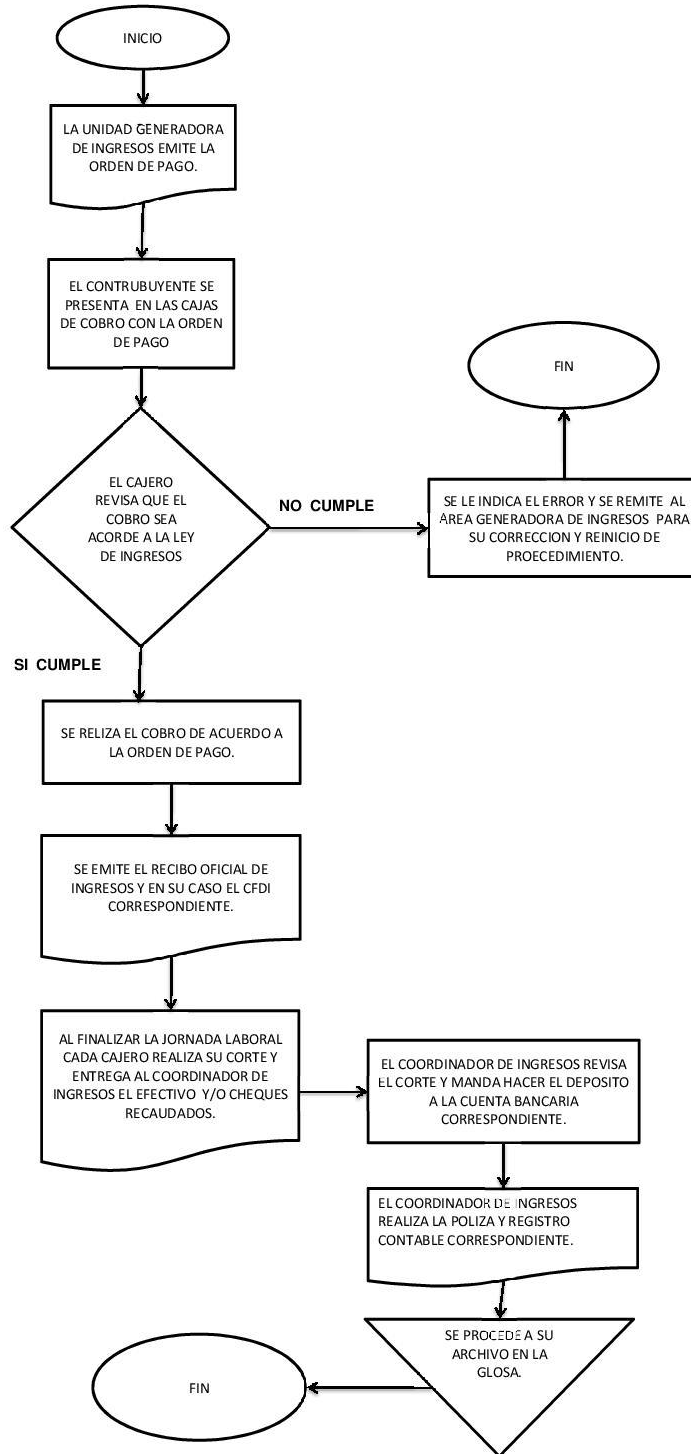 INICIO
LA UNIDAD GENERADORA
DE INGRESOS EMITE LA
ORDEN DE PAGO.
EL CONTRUBUYENTE SE
PRESENTA EN LAS CAJAS
DE COBRO CON LA ORDEN
DE PAGO
FIN
EL CAJERO
REVISA QUE EL
COBRO SEA
ACORDE A LA LEY
DE INGRESOS
NO CUMPLE
SE LE INDICA EL ERROR Y SE REMITE AL
AREA GENERADORA DE INGRESOS PARA
SU CORRECCION Y REINICIO DE
PROECEDIMIENTO.
SI CUMPLE
SE RELIZA EL COBRO DE ACUERDO A
LA ORDEN DE PAGO.
SE EMITE EL RECIBO OFICIAL DE
INGRESOS Y EN SU CASO EL CFDI
CORRESPONDIENTE.
AL FINALIZAR LA JORNADA LABORAL
CADA CAJERO REALIZA SU CORTE Y
ENTREGA AL COORDINADOR DE
INGRESOS EL EFECTIVO Y/O CHEQUES
RECAUDADOS.
EL COORDINADOR DE INGRESOS REVISA
EL CORTE Y MANDA HACER EL DEPOSITO
A LA CUENTA BANCARIA
CORRESPONDIENTE.
EL COORDINADOR DE INGRESOS
REALIZA LA POLIZA Y REGISTRO
CONTABLE CORRESPONDIENTE.
SE PROCEDE A SU
ARCHIVO EN LA
GLOSA.
FIN